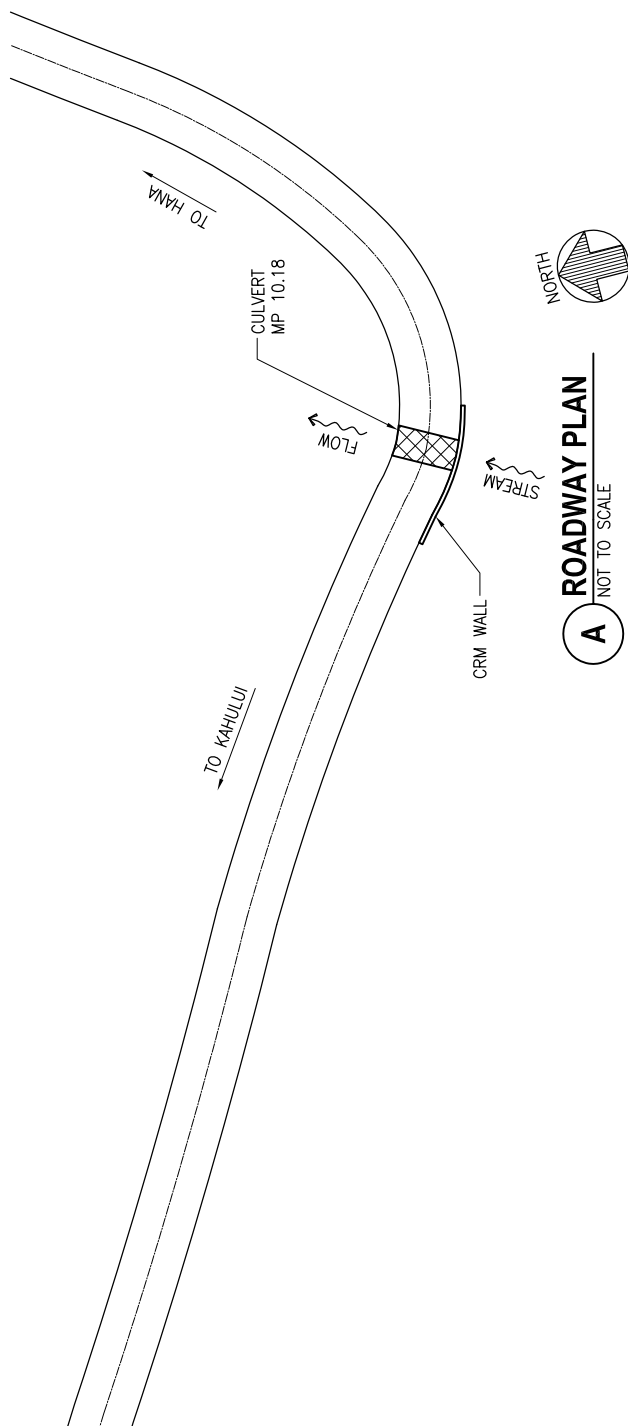 TO HANA
CULVERT
MP 10.18
FLOW
STREAM
CRM WALL
TO KAHULUI
NORTH
A
ROADWAY PLAN
NOT TO SCALE